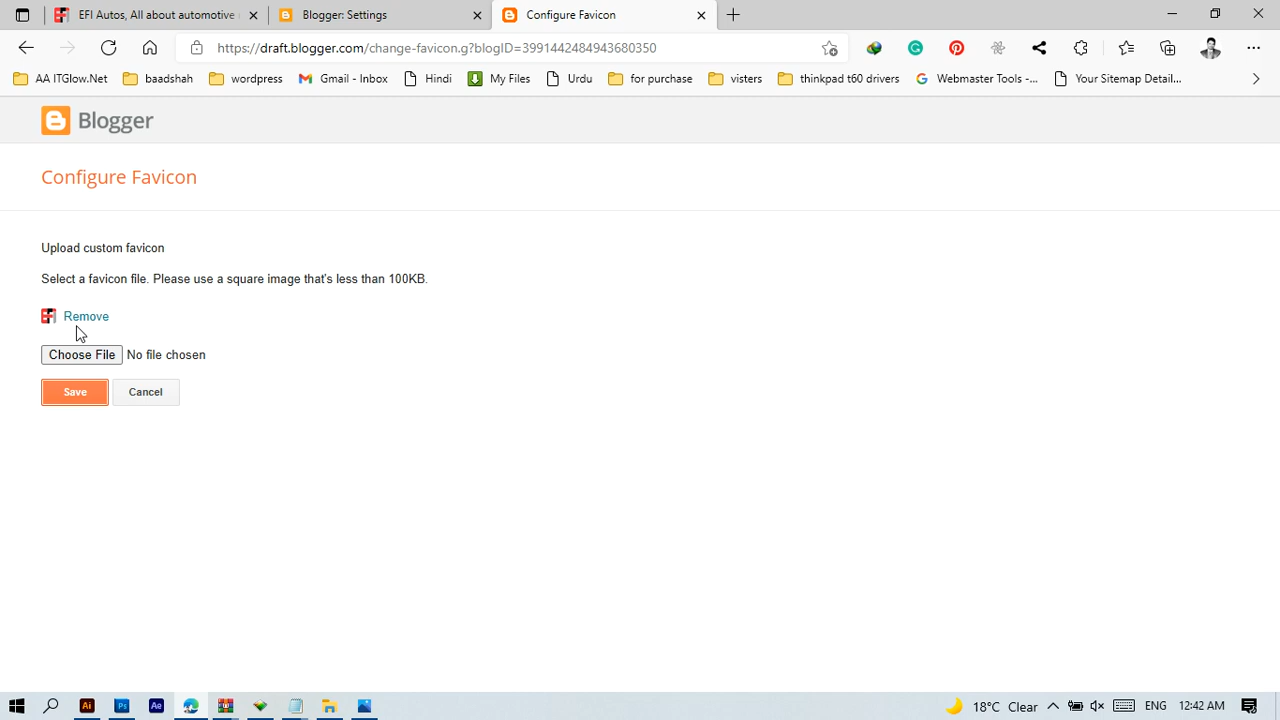 EFI Autos, All about automotive
Blogger: Settings
Configure Favicon
https://draft.blogger.com/change-favicon.g?blogID=3991442484943680350
AA ITGlow.Net
baadshah
wordpress
Gmail - Inbox
Hindi
My Files
Urdu
for purchase
visters
thinkpad t60 drivers
Webmaster Tools -...
Your Sitemap Detail...
Blogger
Configure Favicon
Upload custom favicon
Select a favicon file. Please use a square image that's less than 100KB.
Remove
Choose File No file chosen
Save Cancel
Ai
Ps
Ae
18°C Clear
ENG
12:42 AM